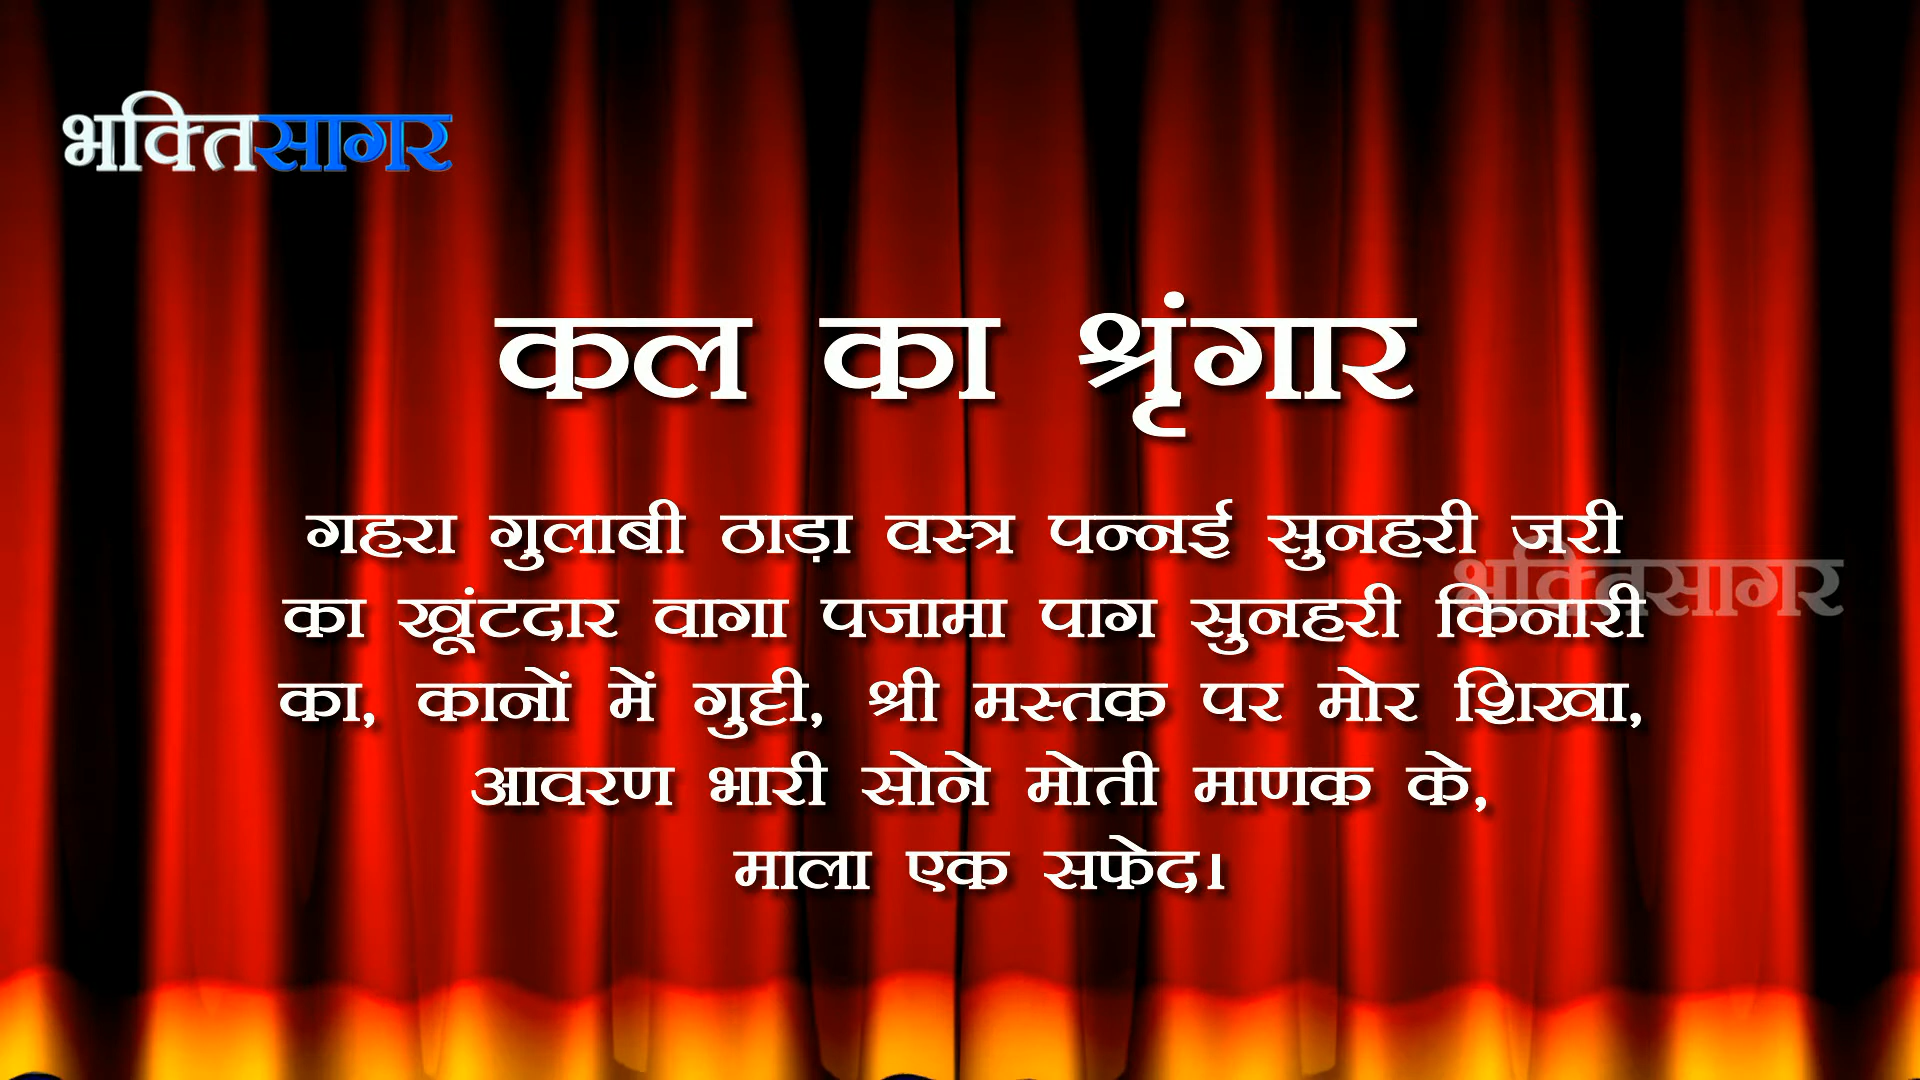 भक्तिसागर
कल का श्रृंगार
गहरा गुलाबी ठाड़ा वस्त्र पन्नई सुनहरी जरी
भक्तिसागर
का खूंटदार वागा पजामा पाग सुनहरी किनारी
का, कानों में गुट्टी, श्री मस्तक पर मोर शिखा,
आवरण भारी सोने मोती माणक के,
माला एक सफेद।